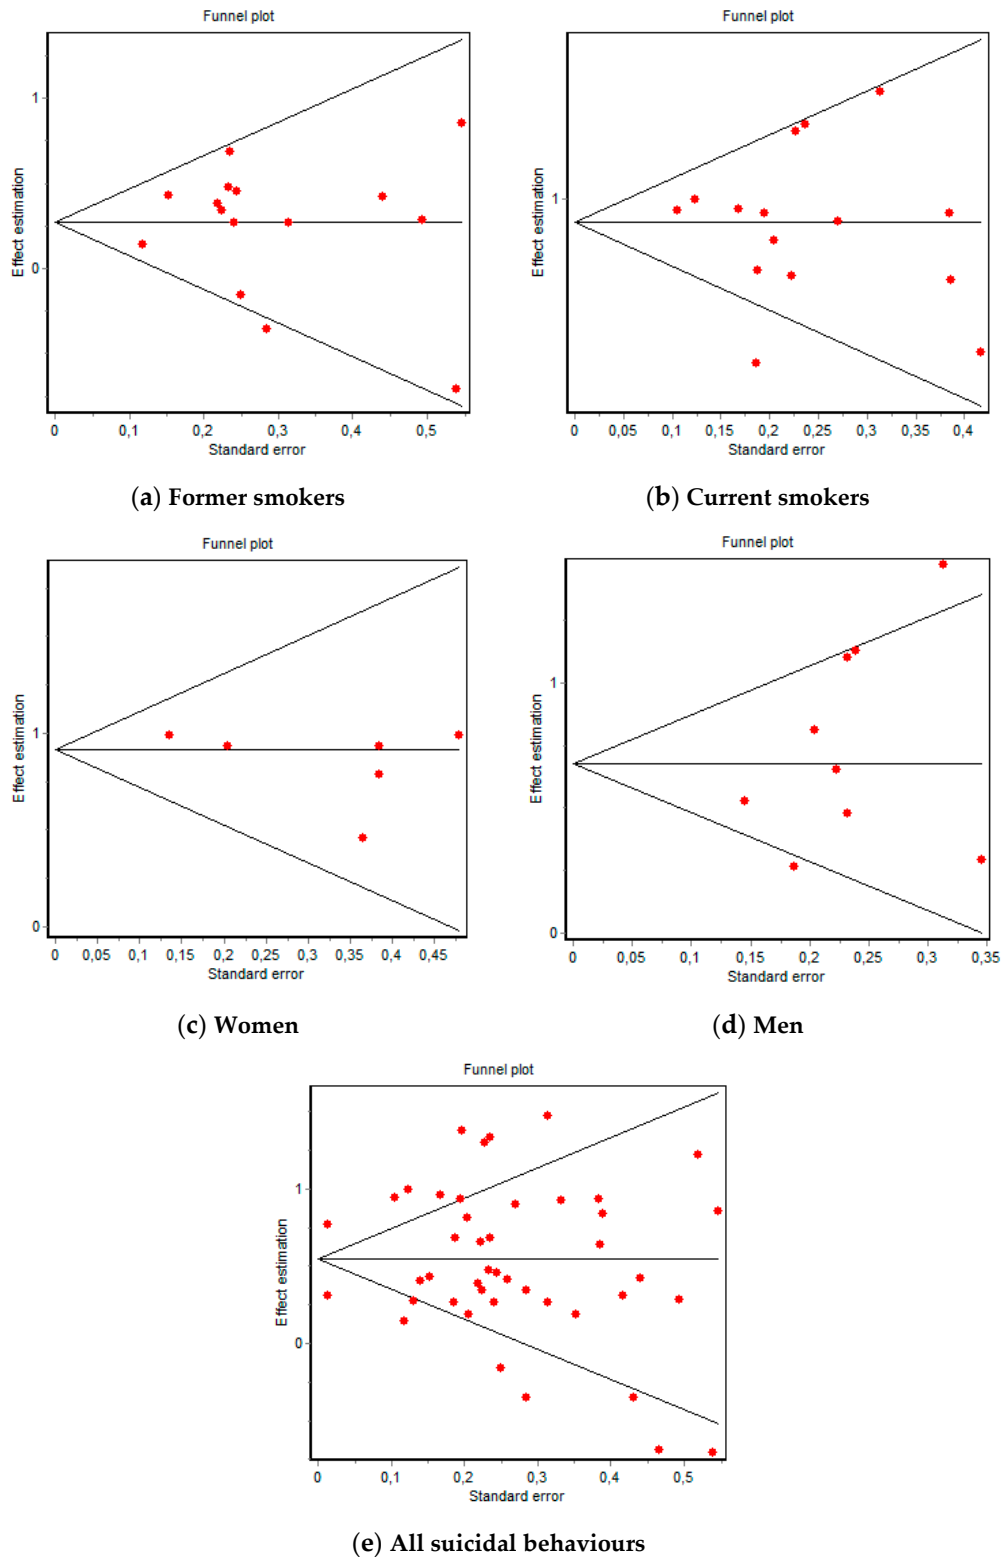 Funnel plot
Effect estimation
1
0
0 0,1 0,2 0,3 0,4 0,5
Standard error
(a) Former smokers
Funnel plot
Effect estimation
1
0 0,05 0,1 0,15 0,2 0,25 0,3 0,35 0,4
Standard error
(b) Current smokers
Funnel plot
Effect estimation
1
0
0 0,05 0,1 0,15 0,2 0,25 0,3 0,35 0,4 0,45
Standard error
(c) Women
Funnel plot
Effect estimation
1
0
0 0,05 0,1 0,15 0,2 0,25 0,3 0,35
Standard error
(d) Men
Funnel plot
Effect estimation
1
0
0 0,1 0,2 0,3 0,4 0,5
Standard error
(e) All suicidal behaviours